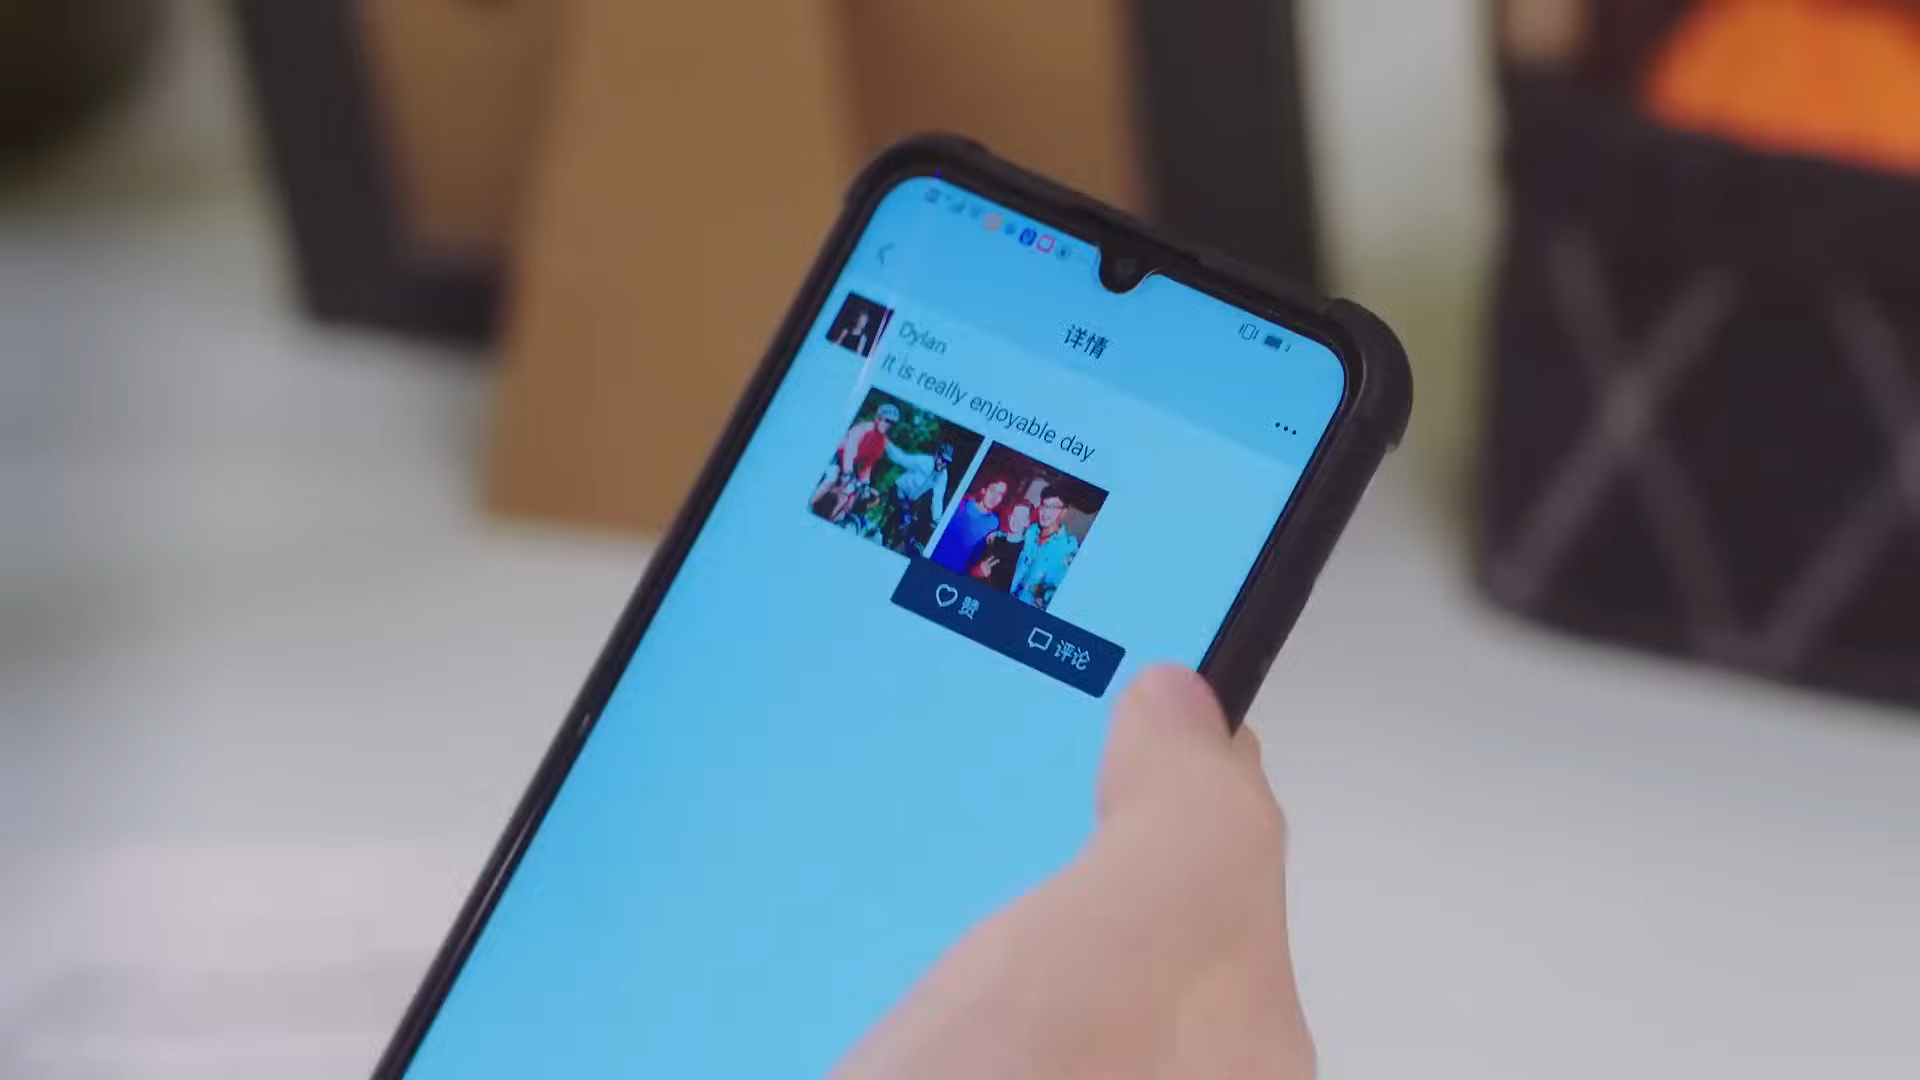 详情
Dylan
It is really enjoyable day
赞
评论